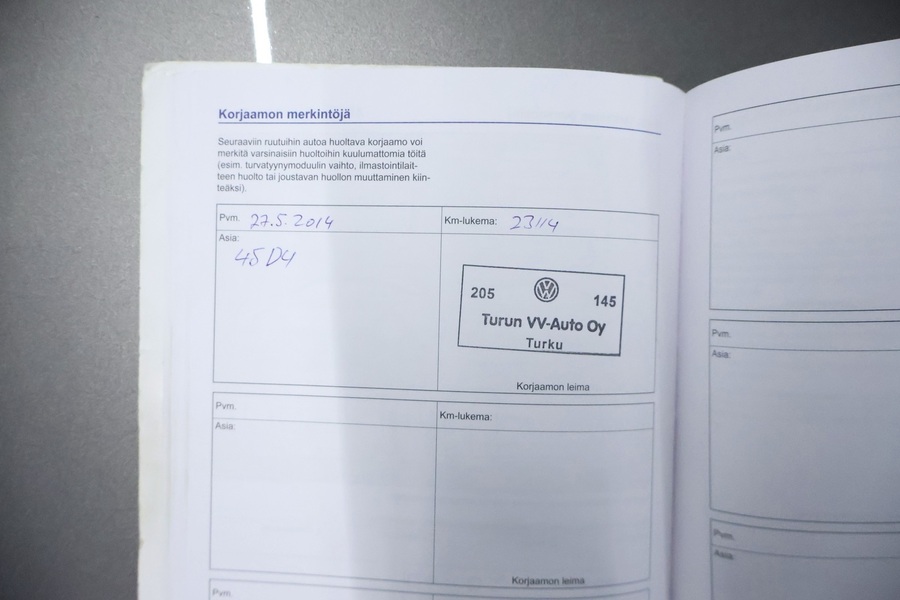 Korjaamon merkintöjä
Seuraaviin ruutuihin autoa huoltava korjaamo voi
merkitä varsinaisiin huoltoihin kuulumattomia töitä
(esim. turvatyynymoduulin vaihto, ilmastointilait-
teen huolto tai joustavan huollon muuttaminen kiin-
teäksi).
Pvm. 27.5.2014 Km-lukema: 23114
Asia:
45D4
205 145
Turun VV-Auto Oy
Turku
Korjaamon leima
Pvm. Km-lukema:
Asia:
Korjaamon leima
Pvm.
Pvm.
Asia:
Pvm.
Asia:
Pvm.
Asia: